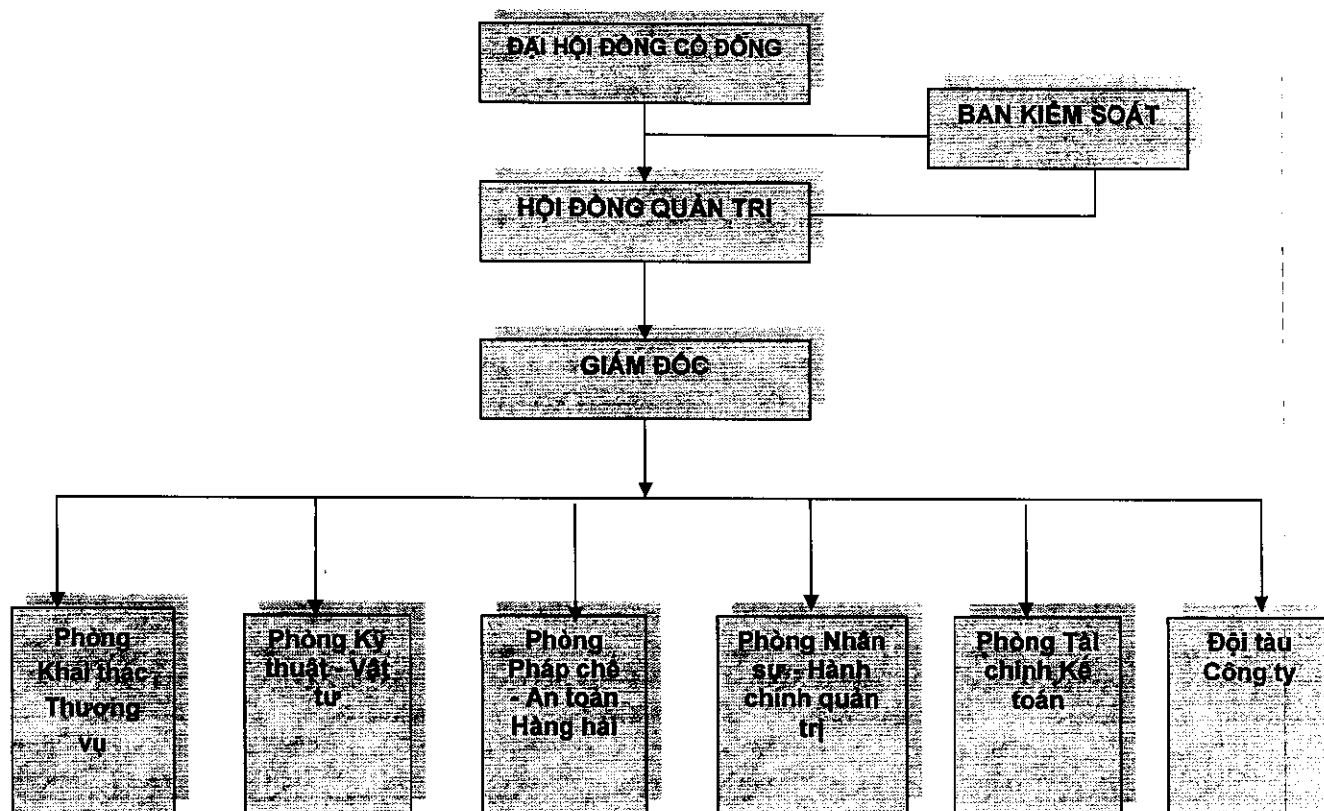 ĐẠI HỘI ĐỒNG CỔ ĐÔNG
BAN KIỂM SOÁT
HỘI ĐỒNG QUẢN TRỊ
GIÁM ĐỐC
Phòng
Khai thác -
Thương
vụ
Phòng Kỹ
thuật - Vật
tư
Phòng
Pháp chế
- An toàn
Hàng hải
Phòng Nhân
sự - Hành
chính quản
trị
Phòng Tài
chính Kế
toán
Đội tàu
Công ty